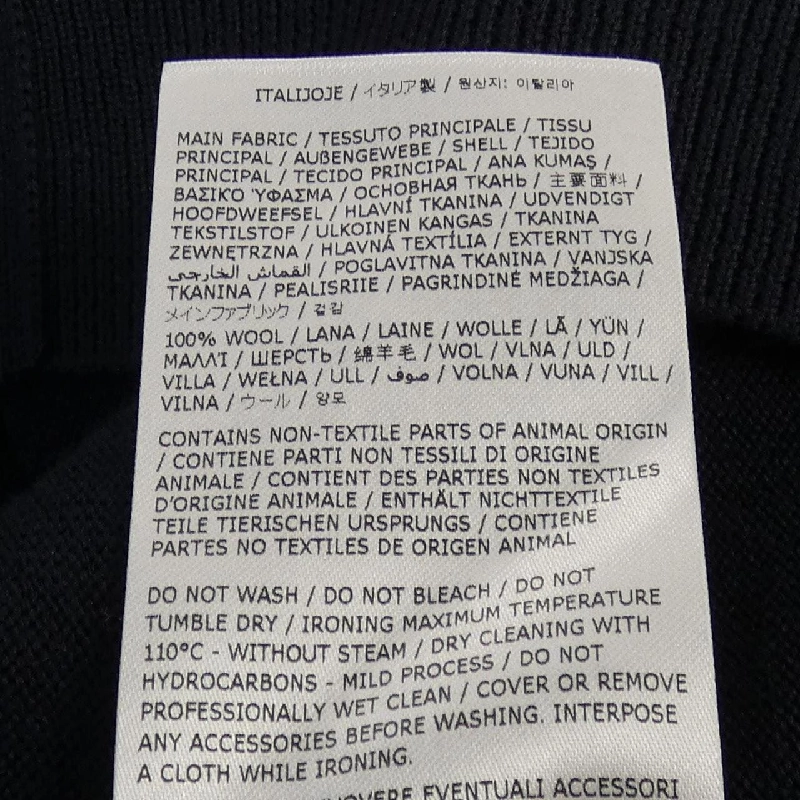 ITALIJOJE / イタリア製 / 원산지: 이탈리아
MAIN FABRIC / TESSUTO PRINCIPALE / TISSU
PRINCIPAL / AUßENGEWEBE / SHELL / TEJIDO
PRINCIPAL / TECIDO PRINCIPAL / ANA KUMAŞ /
ΒΑΣΙΚΌ ΎΦΑΣΜΑ / ОСНОВНАЯ ТКАНЬ / 主要面料 /
HOOFDWEEFSEL / HLAVNÍ TKANINA / UDVENDIGT
TEKSTILSTOF / ULKOINEN KANGAS / TKANINA
ZEWNĘTRZNA / HLAVNÁ TEXTÍLIA / EXTERNT TYG /
القماش الخارجي / POGLAVITNA TKANINA / VANJSKA
TKANINA / PEALISRIIE / PAGRINDINĖ MEDŽIAGA /
メインファブリック / 겉감
100% WOOL / LANA / LAINE / WOLLE / LÃ / YÜN /
ΜΑΛΛΊ / ШЕРСТЬ / 绵羊毛 / WOL / VLNA / ULD /
VILLA / WEŁNA / ULL / صوف / VOLNA / VUNA / VILL /
VILNA / ウール / 양모
CONTAINS NON-TEXTILE PARTS OF ANIMAL ORIGIN
/ CONTIENE PARTI NON TESSILI DI ORIGINE
ANIMALE / CONTIENT DES PARTIES NON TEXTILES
D'ORIGINE ANIMALE / ENTHÄLT NICHTTEXTILE
TEILE TIERISCHEN URSPRUNGS / CONTIENE
PARTES NO TEXTILES DE ORIGEN ANIMAL
DO NOT WASH / DO NOT BLEACH / DO NOT
TUMBLE DRY / IRONING MAXIMUM TEMPERATURE
110°C - WITHOUT STEAM / DRY CLEANING WITH
HYDROCARBONS - MILD PROCESS / DO NOT
PROFESSIONALLY WET CLEAN / COVER OR REMOVE
ANY ACCESSORIES BEFORE WASHING. INTERPOSE
A CLOTH WHILE IRONING.
EVENTUALI ACCESSORI